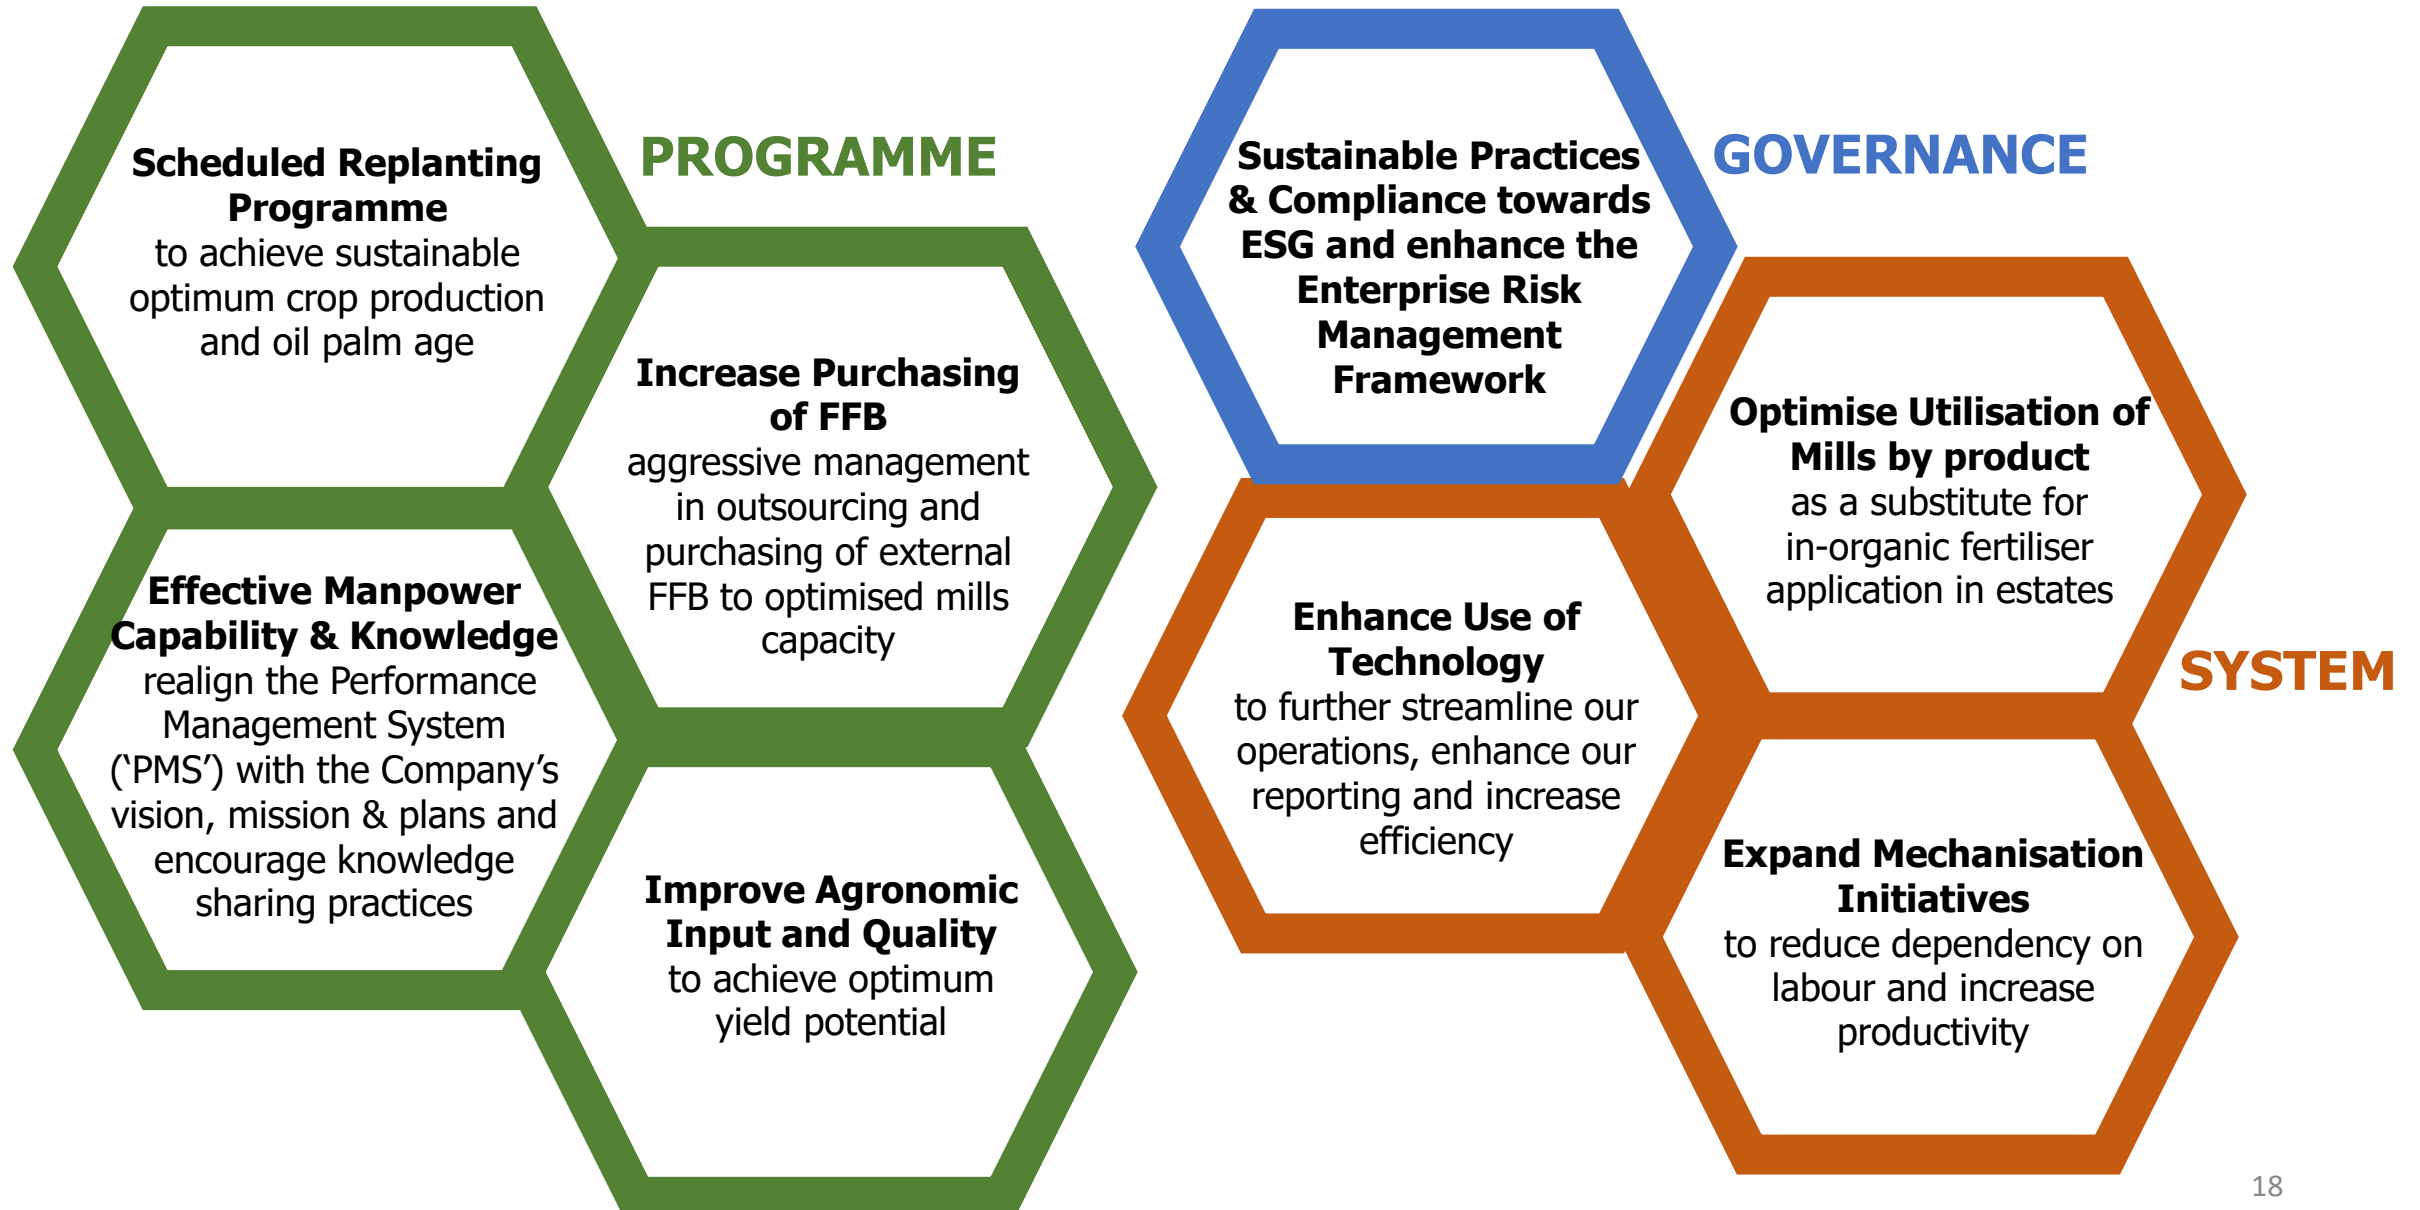 PROGRAMME
Scheduled Replanting
Programme
to achieve sustainable
optimum crop production
and oil palm age
Increase Purchasing
of FFB
aggressive management
in outsourcing and
purchasing of external
FFB to optimised mills
capacity
Effective Manpower
Capability & Knowledge
realign the Performance
Management System
(‘PMS’) with the Company’s
vision, mission & plans and
encourage knowledge
sharing practices
Improve Agronomic
Input and Quality
to achieve optimum
yield potential
GOVERNANCE
Sustainable Practices
& Compliance towards
ESG and enhance the
Enterprise Risk
Management
Framework
SYSTEM
Optimise Utilisation of
Mills by product
as a substitute for
in-organic fertiliser
application in estates
Enhance Use of
Technology
to further streamline our
operations, enhance our
reporting and increase
efficiency
Expand Mechanisation
Initiatives
to reduce dependency on
labour and increase
productivity
18